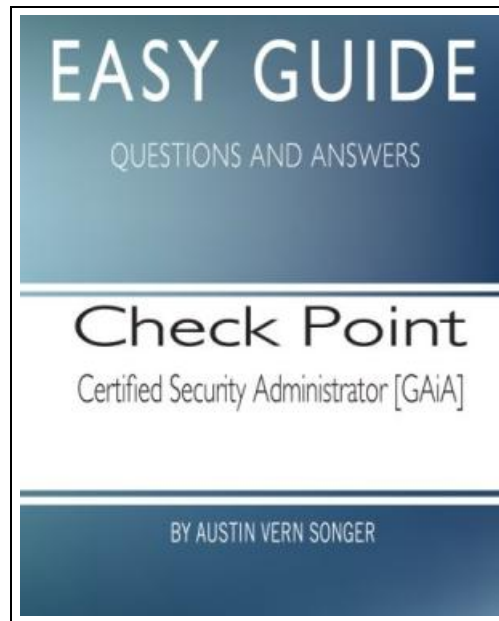 EASY GUIDE
QUESTIONS AND ANSWERS
Check Point
Certified Security Administrator [GAiA]
BY AUSTIN VERN SONGER